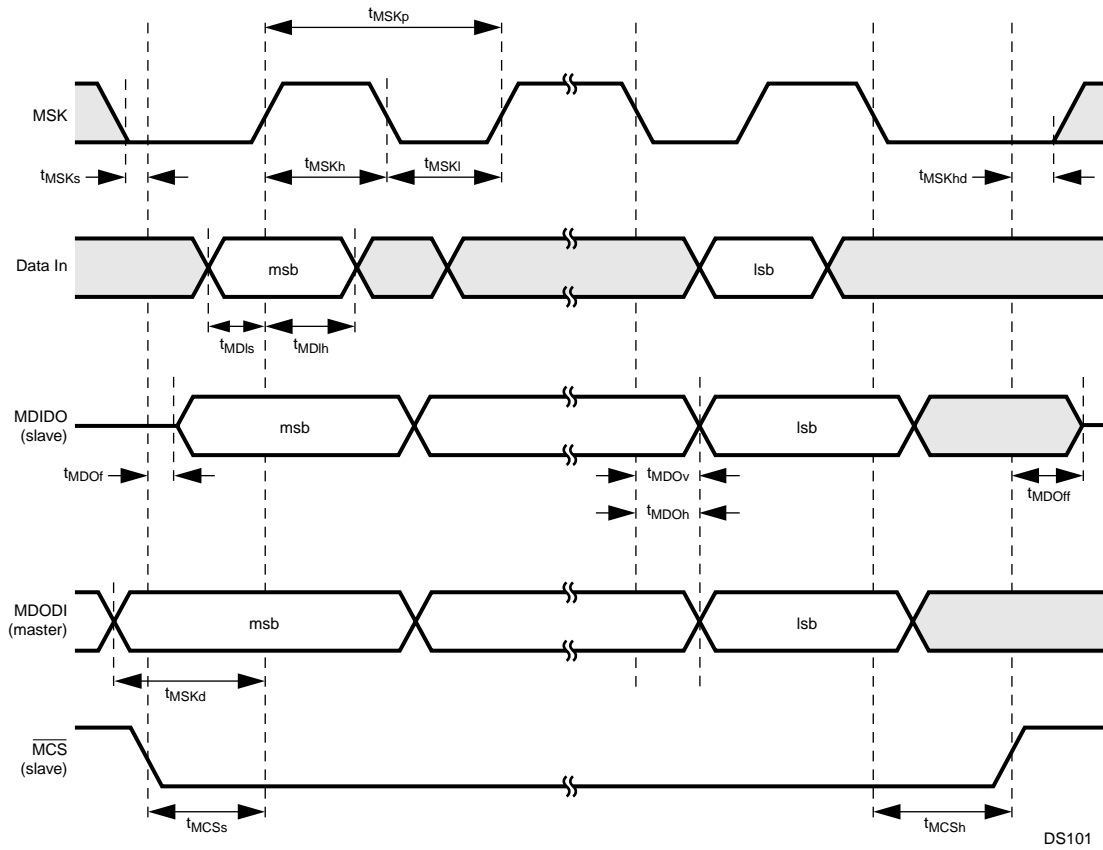 tMSKp
MSK
tMSKs
tMSKh
tMSKl
tMSKhd
Data In
msb
lsb
tMDIs
tMDIh
MDIDO
(slave)
msb
lsb
tMDOf
tMDOv
tMDOff
tMDOh
MDODI
(master)
msb
lsb
tMSKd
MCS
(slave)
tMCSs
tMCSh
DS101